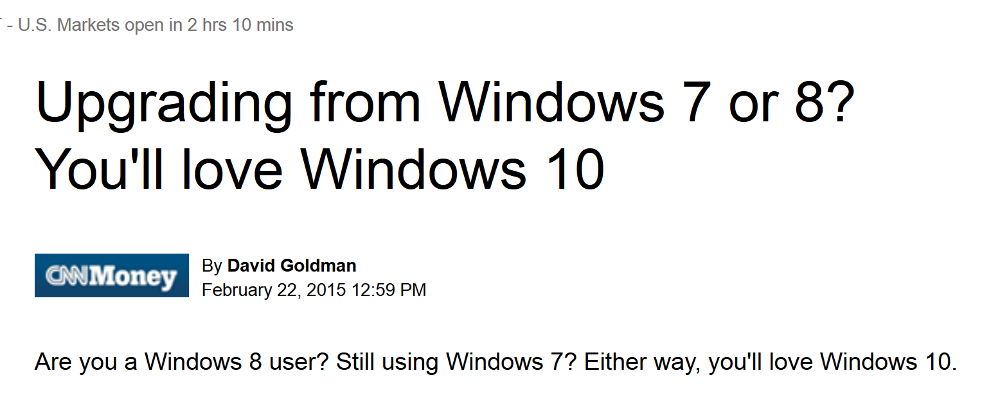 - U.S. Markets open in 2 hrs 10 mins
Upgrading from Windows 7 or 8?
You'll love Windows 10
CNNMoney
By David Goldman
February 22, 2015 12:59 PM
Are you a Windows 8 user? Still using Windows 7? Either way, you'll love Windows 10.